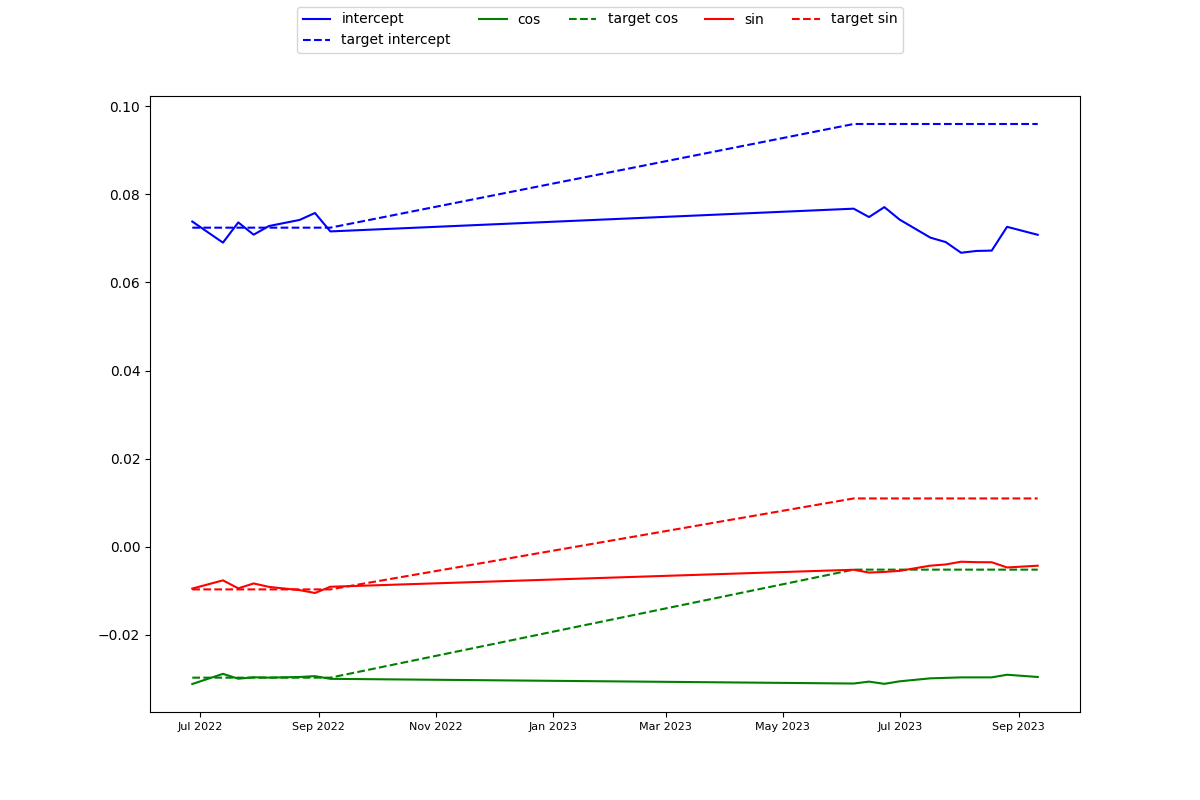 intercept cos target cos sin target sin
target intercept
0.10
0.08
0.06
0.04
0.02
0.00
−0.02
Jul 2022 Sep 2022 Nov 2022 Jan 2023 Mar 2023 May 2023 Jul 2023 Sep 2023